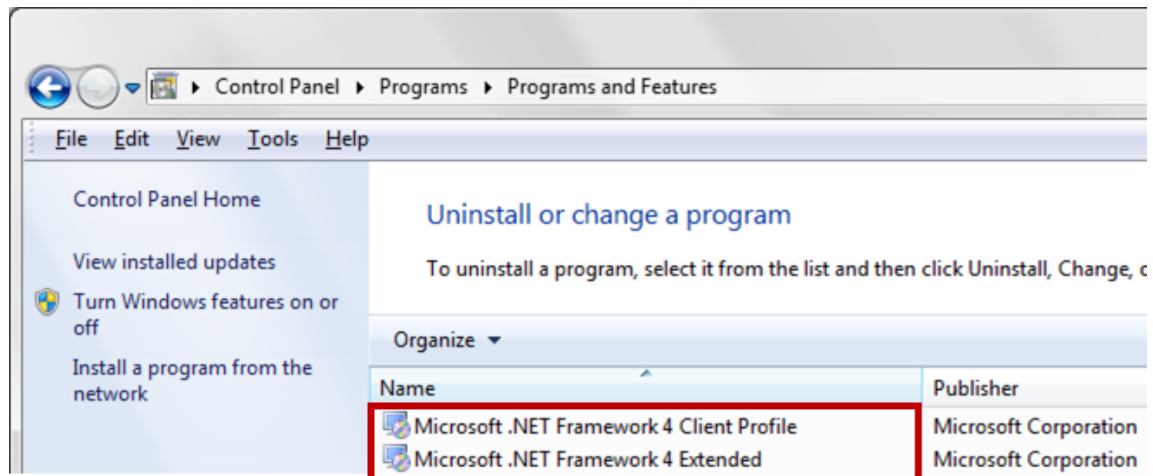 Control Panel Programs Programs and Features
File Edit View Tools Help
Control Panel Home
View installed updates
Turn Windows features on or
off
Install a program from the
network
Uninstall or change a program
To uninstall a program, select it from the list and then click Uninstall, Change,
Organize
Name Publisher
Microsoft .NET Framework 4 Client Profile Microsoft Corporation
Microsoft .NET Framework 4 Extended Microsoft Corporation